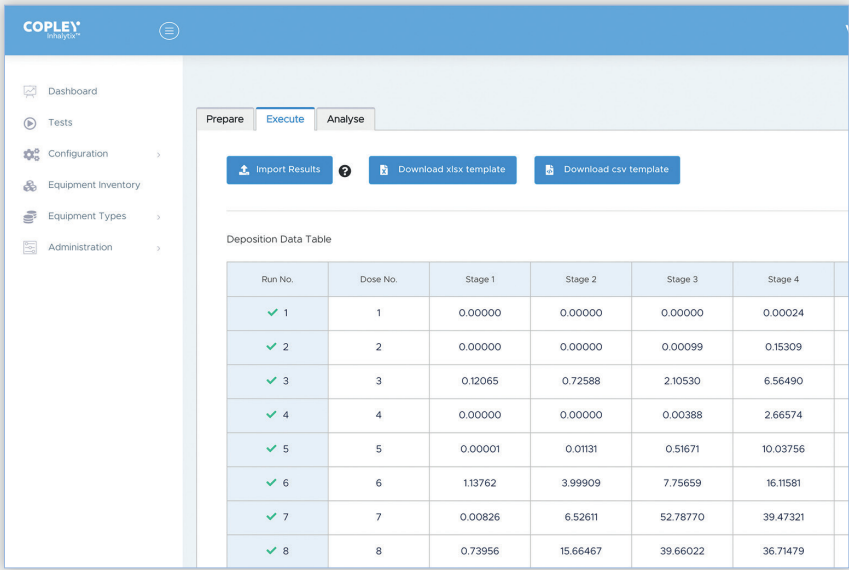 COPLEY
Inhalytix™
Dashboard
Tests
Configuration
Equipment Inventory
Equipment Types
Administration
Prepare Execute Analyse
Import Results ? Download xlsx template Download csv template
Deposition Data Table
Run No. Dose No. Stage 1 Stage 2 Stage 3 Stage 4
1 1 0.00000 0.00000 0.00000 0.00024
2 2 0.00000 0.00000 0.00099 0.15309
3 3 0.12065 0.72588 2.10530 6.56490
4 4 0.00000 0.00000 0.00388 2.66574
5 5 0.00001 0.01131 0.51671 10.03756
6 6 1.13762 3.99909 7.75659 16.11581
7 7 0.00826 6.52611 52.78770 39.47321
8 8 0.73956 15.66467 39.66022 36.71479